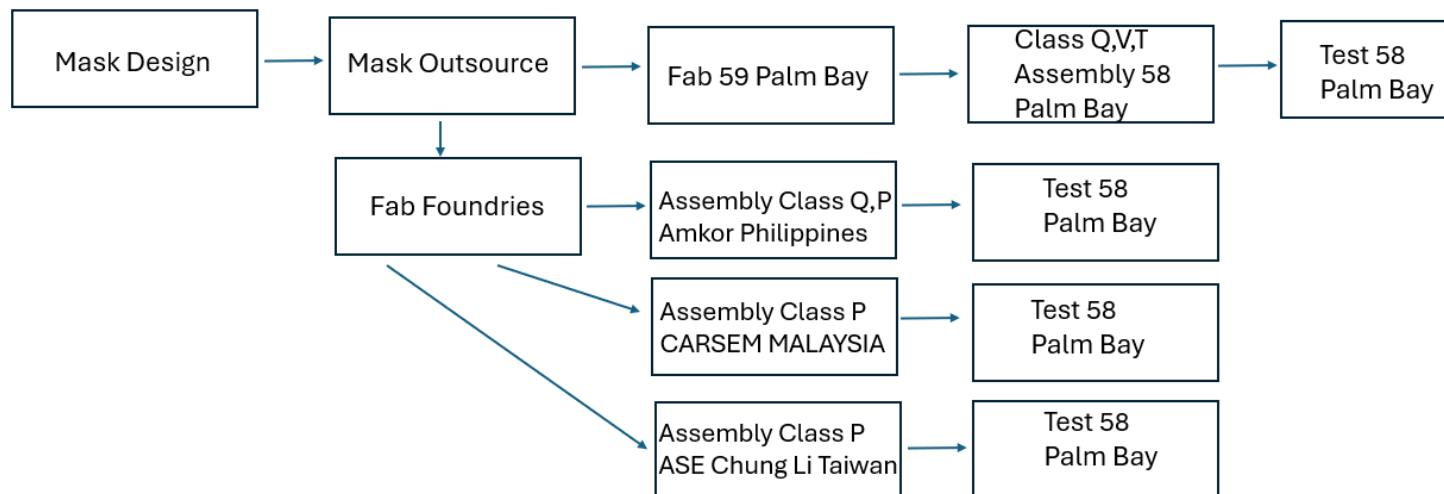 Mask Design
Mask Outsource
Fab 59 Palm Bay
Class Q,V,T
Assembly 58
Palm Bay
Test 58
Palm Bay
Fab Foundries
Assembly Class Q,P
Amkor Philippines
Test 58
Palm Bay
Assembly Class P
CARSEM MALAYSIA
Test 58
Palm Bay
Assembly Class P
ASE Chung Li Taiwan
Test 58
Palm Bay